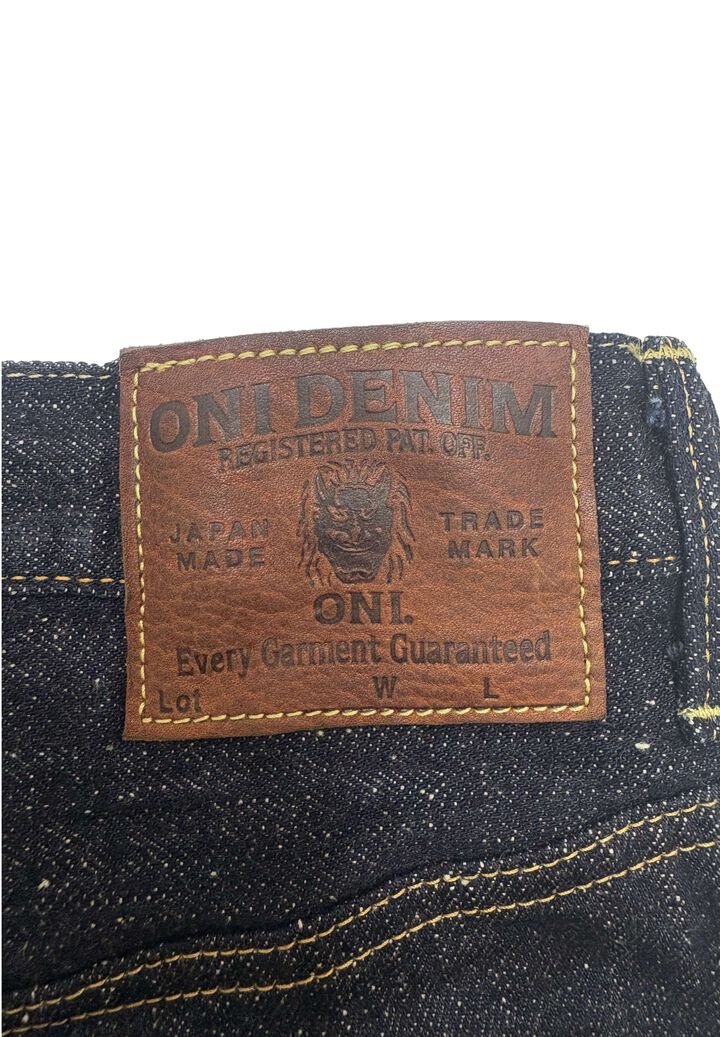 ONI DENIM
REGISTERED PAT. OFF.
JAPAN MADE
TRADE MARK
ONI.
Every Garment Guaranteed
Lot W L